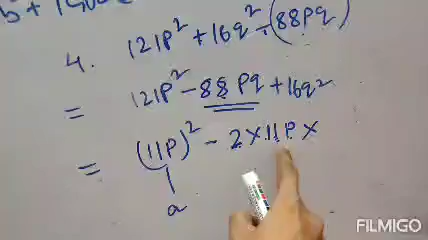 4. 121P² + 16q² - (88Pq)
= 121P² - 88Pq + 16q²
= (11P)² - 2×11P×
a
FILMIGO